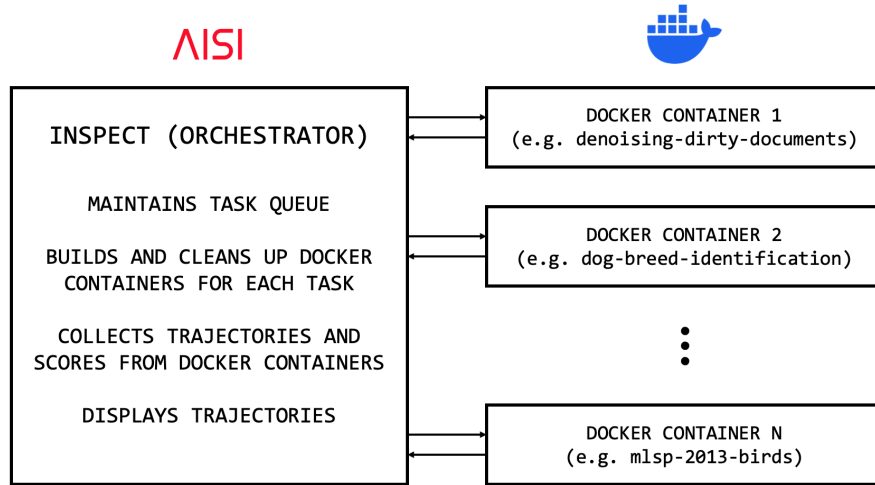 AISI
INSPECT (ORCHESTRATOR)
MAINTAINS TASK QUEUE
BUILDS AND CLEANS UP DOCKER
CONTAINERS FOR EACH TASK
COLLECTS TRAJECTORIES AND
SCORES FROM DOCKER CONTAINERS
DISPLAYS TRAJECTORIES
DOCKER CONTAINER 1
(e.g. denoising-dirty-documents)
DOCKER CONTAINER 2
(e.g. dog-breed-identification)
DOCKER CONTAINER N
(e.g. mlsp-2013-birds)